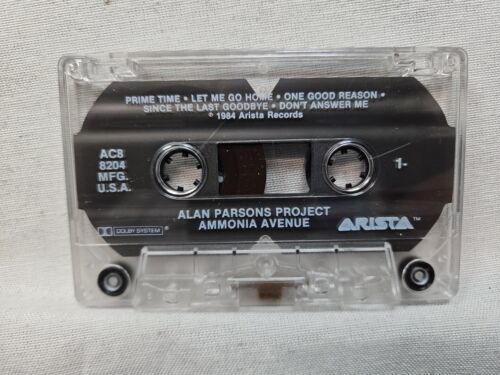 PRIME TIME • LET ME GO HOME • ONE GOOD REASON •
SINCE THE LAST GOODBYE • DON'T ANSWER ME
℗ 1984 Arista Records
AC8
8204
MFG.
U.S.A.
1-
ALAN PARSONS PROJECT
AMMONIA AVENUE
DOLBY SYSTEM®
ARISTA™